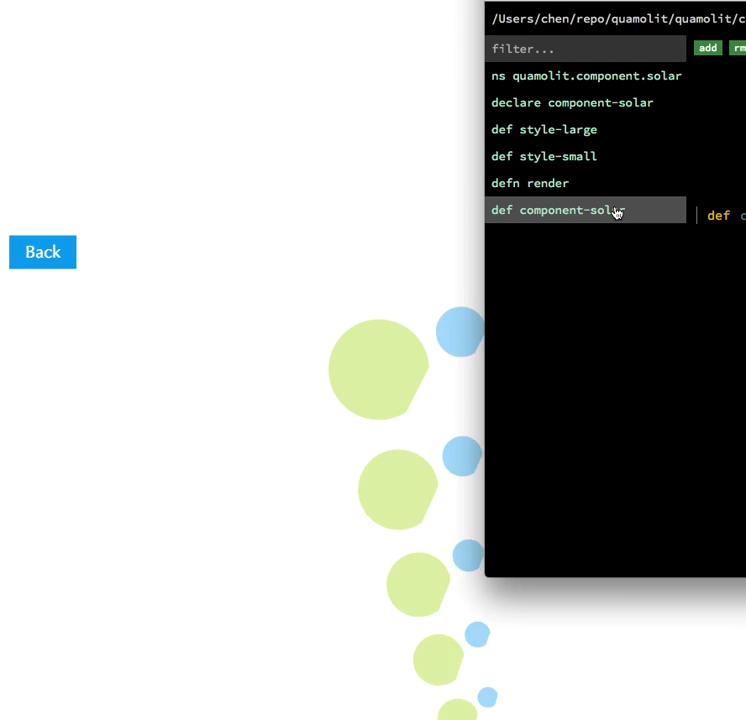 /Users/chen/repo/quamolit/quamolit/c
filter...
add
rm
ns quamolit.component.solar
declare component-solar
def style-large
def style-small
defn render
def component-solar
def c
Back